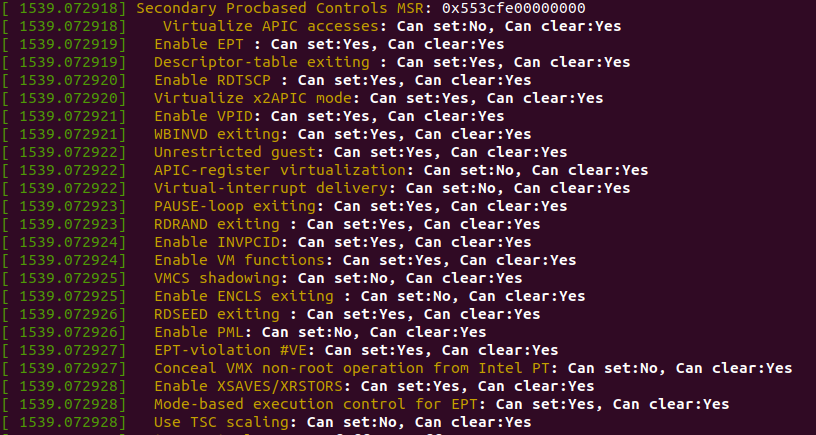 [ 1539.072918] Secondary Procbased Controls MSR: 0x553cfe00000000
[ 1539.072918]    Virtualize APIC accesses: Can set:No, Can clear:Yes
[ 1539.072919]   Enable EPT : Can set:Yes, Can clear:Yes
[ 1539.072919]   Descriptor-table exiting : Can set:Yes, Can clear:Yes
[ 1539.072920]   Enable RDTSCP : Can set:Yes, Can clear:Yes
[ 1539.072920]   Virtualize x2APIC mode: Can set:Yes, Can clear:Yes
[ 1539.072921]   Enable VPID: Can set:Yes, Can clear:Yes
[ 1539.072921]   WBINVD exiting: Can set:Yes, Can clear:Yes
[ 1539.072922]   Unrestricted guest: Can set:Yes, Can clear:Yes
[ 1539.072922]   APIC-register virtualization: Can set:No, Can clear:Yes
[ 1539.072922]   Virtual-interrupt delivery: Can set:No, Can clear:Yes
[ 1539.072923]   PAUSE-loop exiting: Can set:Yes, Can clear:Yes
[ 1539.072923]   RDRAND exiting : Can set:Yes, Can clear:Yes
[ 1539.072924]   Enable INVPCID: Can set:Yes, Can clear:Yes
[ 1539.072924]   Enable VM functions: Can set:Yes, Can clear:Yes
[ 1539.072925]   VMCS shadowing: Can set:No, Can clear:Yes
[ 1539.072925]   Enable ENCLS exiting : Can set:No, Can clear:Yes
[ 1539.072926]   RDSEED exiting : Can set:Yes, Can clear:Yes
[ 1539.072926]   Enable PML: Can set:No, Can clear:Yes
[ 1539.072927]   EPT-violation #VE: Can set:Yes, Can clear:Yes
[ 1539.072927]   Conceal VMX non-root operation from Intel PT: Can set:No, Can clear:Yes
[ 1539.072928]   Enable XSAVES/XRSTORS: Can set:Yes, Can clear:Yes
[ 1539.072928]   Mode-based execution control for EPT: Can set:Yes, Can clear:Yes
[ 1539.072928]   Use TSC scaling: Can set:No, Can clear:Yes